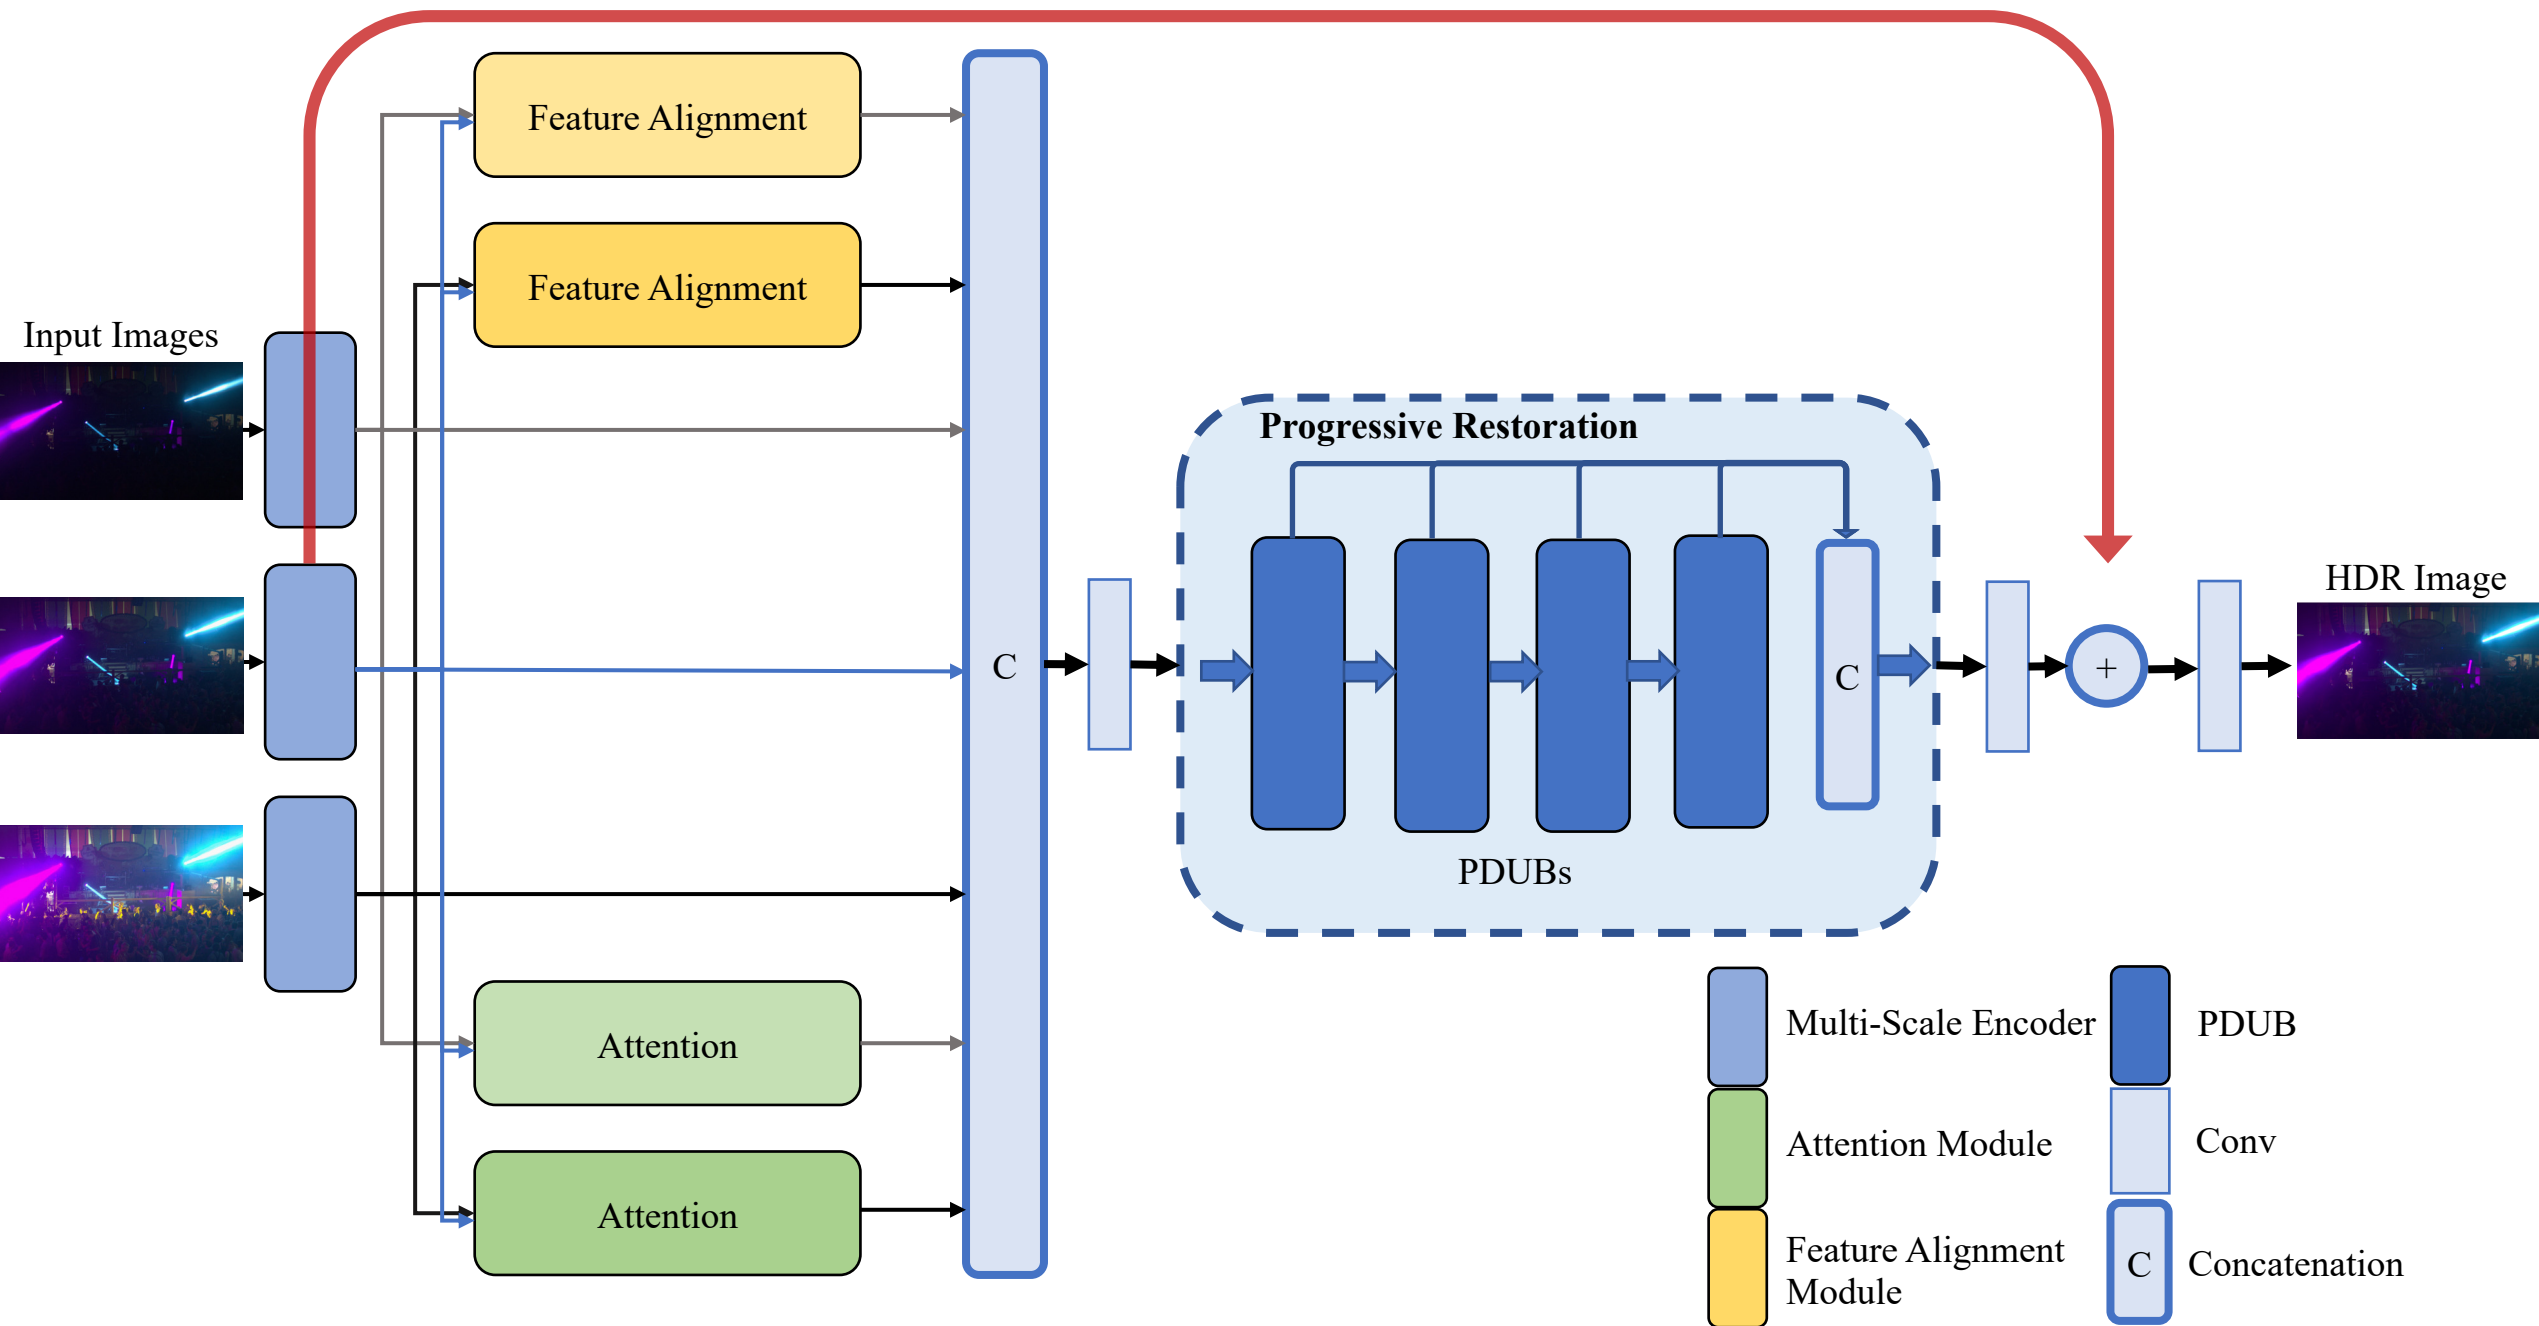 Feature Alignment
Feature Alignment
Input Images
Progressive Restoration
HDR Image
C
C
+
PDUBs
Attention
Attention
Multi-Scale Encoder
PDUB
Attention Module
Conv
Feature Alignment
Module
C
Concatenation